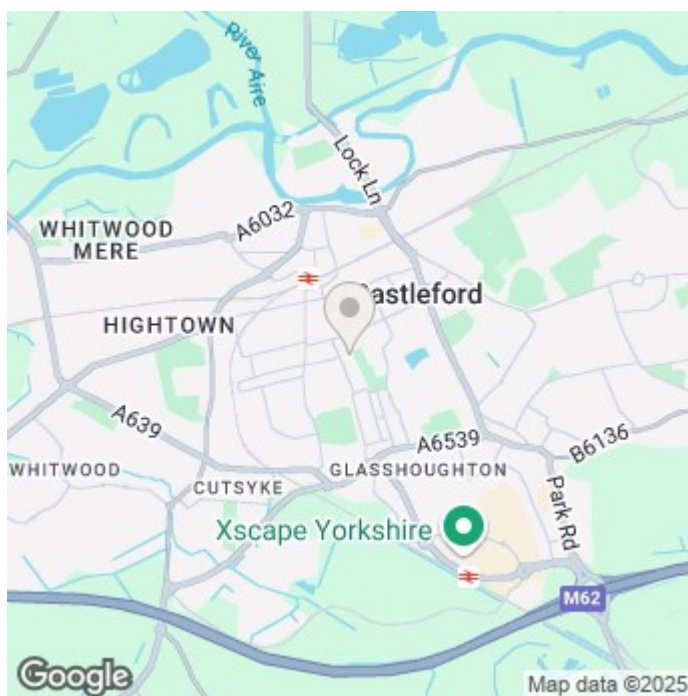 River Aire
Lock Ln
A6032
WHITWOOD
MERE
Castleford
HIGHTOWN
A639
A6539
B6136
WHITWOOD
GLASSHOUGHTON
CUTSYKE
Park Rd
Xscape Yorkshire
M62
Google
Map data ©2025